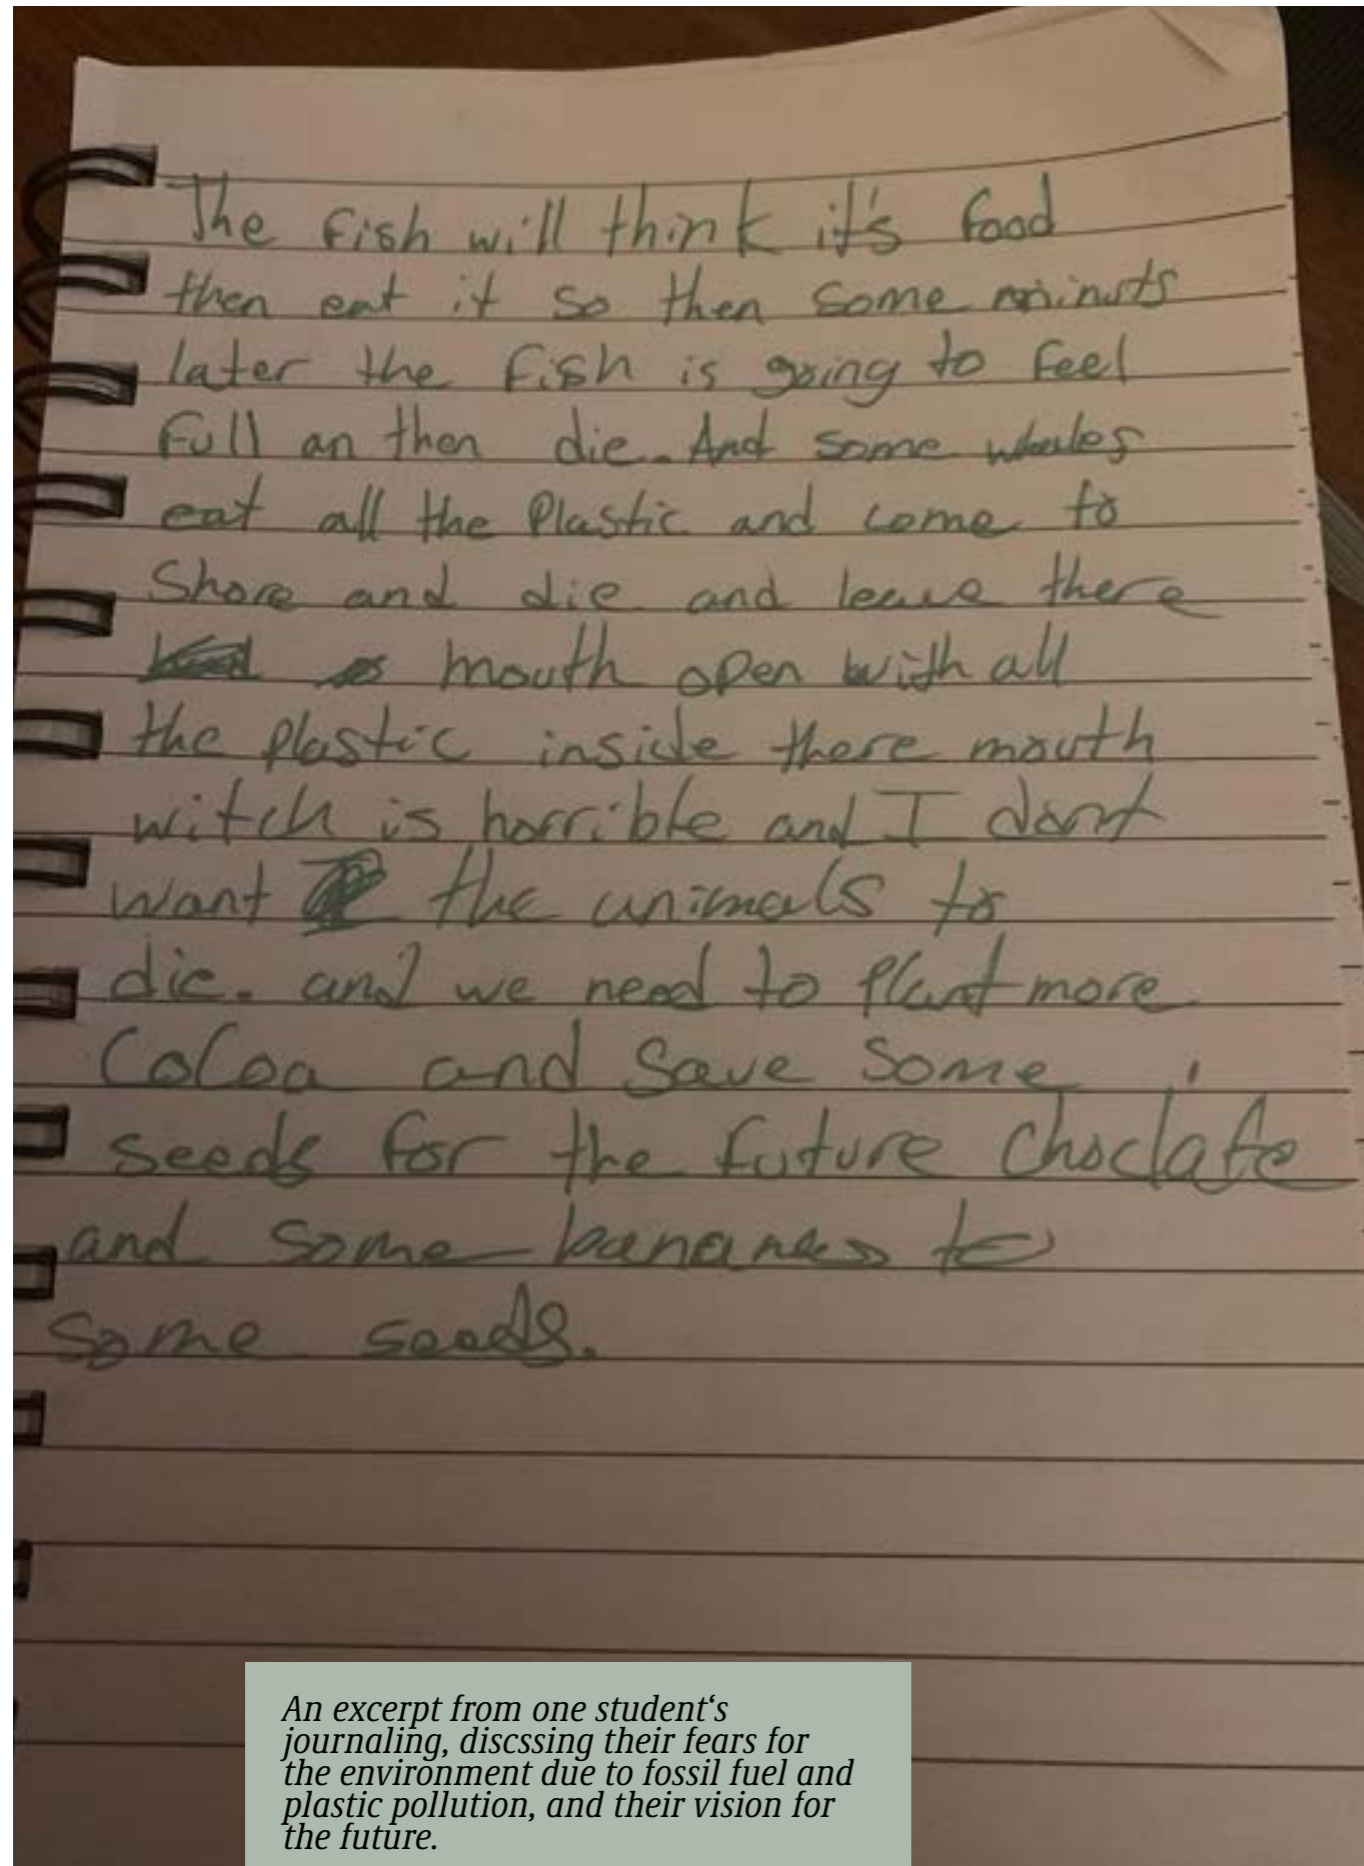 The fish will think it's food
then eat it so then some minuts
later the fish is going to feel
full an then die. And some whales
eat all the Plastic and come to
Shore and die and leave there
mouth open with all
the plastic inside there mouth
witch is horrible and I dont
want the animals to
die. and we need to plant more
CoCoa and Save Some
seeds for the future choclate
and some bananas to
some seeds.
An excerpt from one student‘s
journaling, discssing their fears for
the environment due to fossil fuel and
plastic pollution, and their vision for
the future.